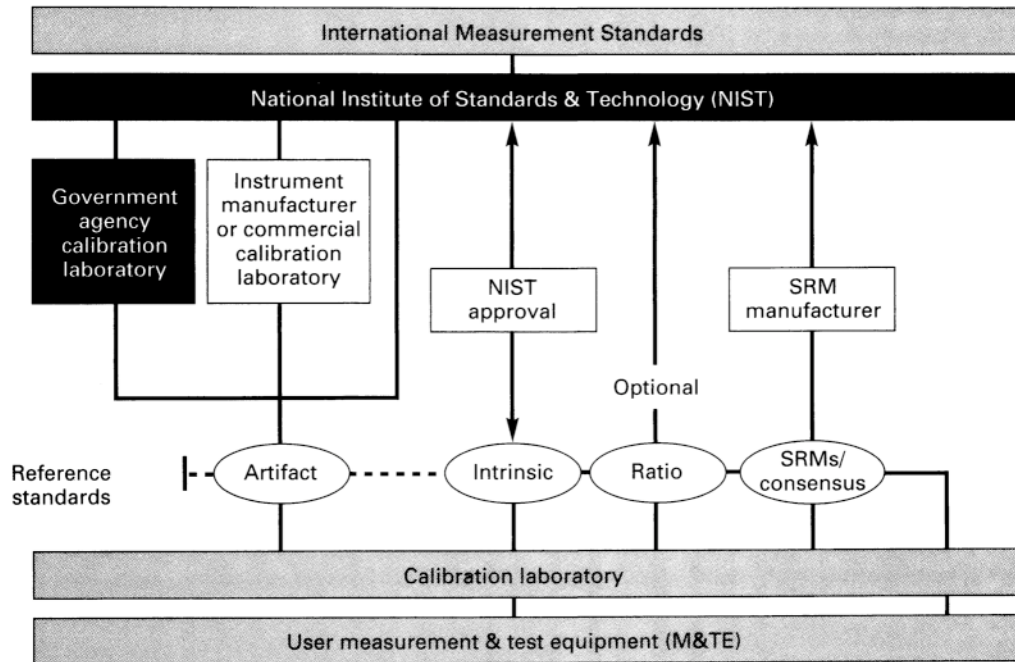 International Measurement Standards
National Institute of Standards & Technology (NIST)
Government
agency
calibration
laboratory
Instrument
manufacturer
or commercial
calibration
laboratory
NIST
approval
SRM
manufacturer
Optional
Reference
standards
Artifact
Intrinsic
Ratio
SRMs/
consensus
Calibration laboratory
User measurement & test equipment (M&TE)